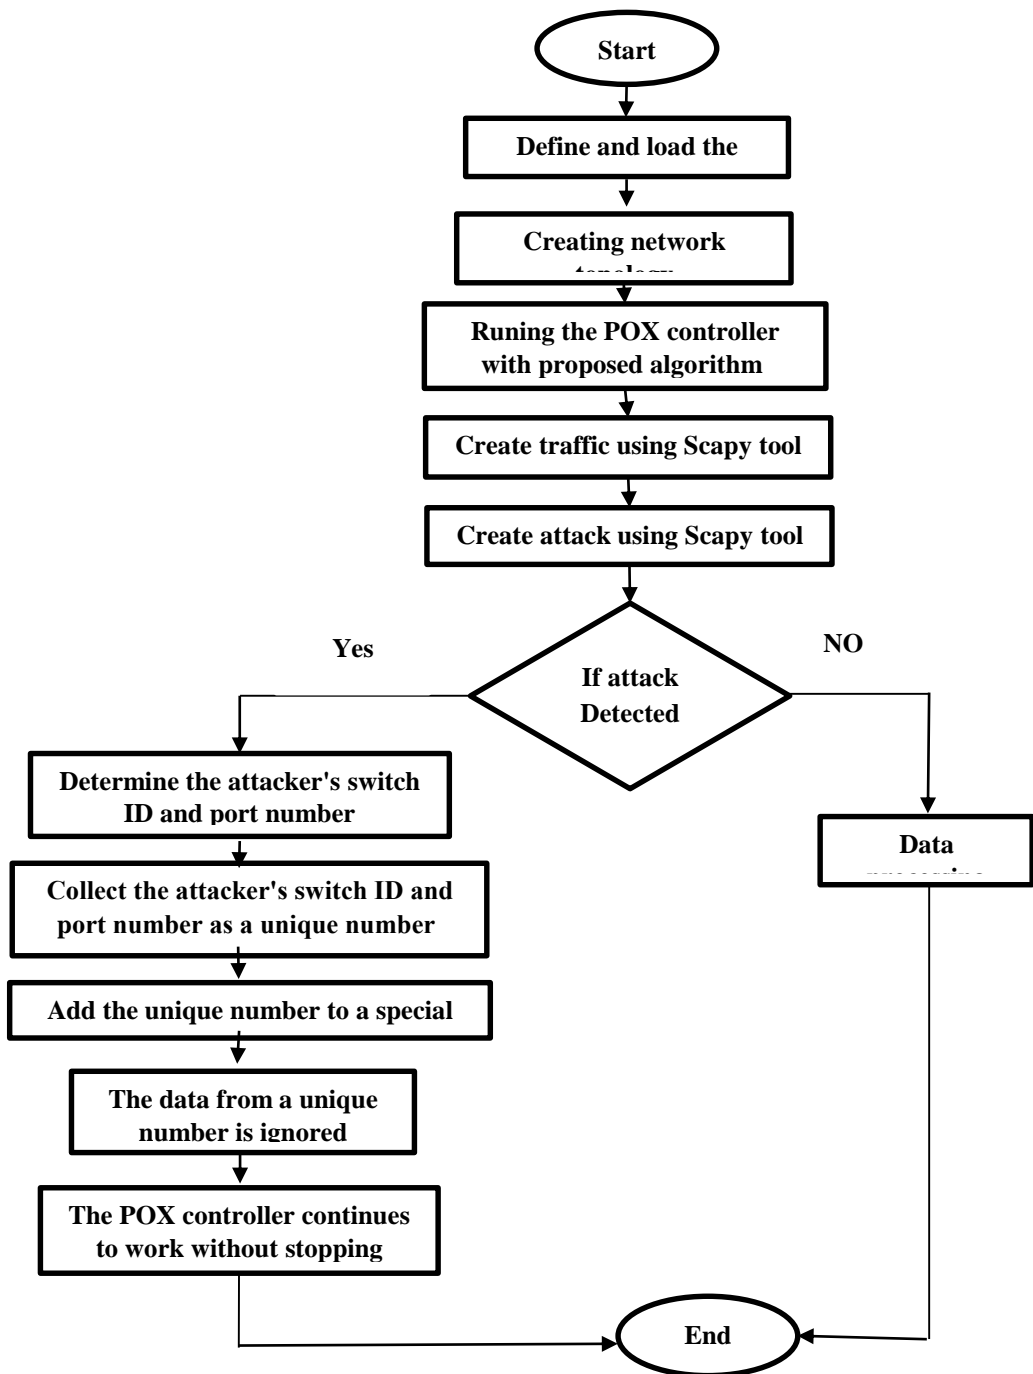 Start
Define and load the
Creating network
topology
Runing the POX controller
with proposed algorithm
Create traffic using Scapy tool
Create attack using Scapy tool
Yes
NO
If attack
Detected
Determine the attacker's switch
ID and port number
Data
processing
Collect the attacker's switch ID and
port number as a unique number
Add the unique number to a special
The data from a unique
number is ignored
The POX controller continues
to work without stopping
End